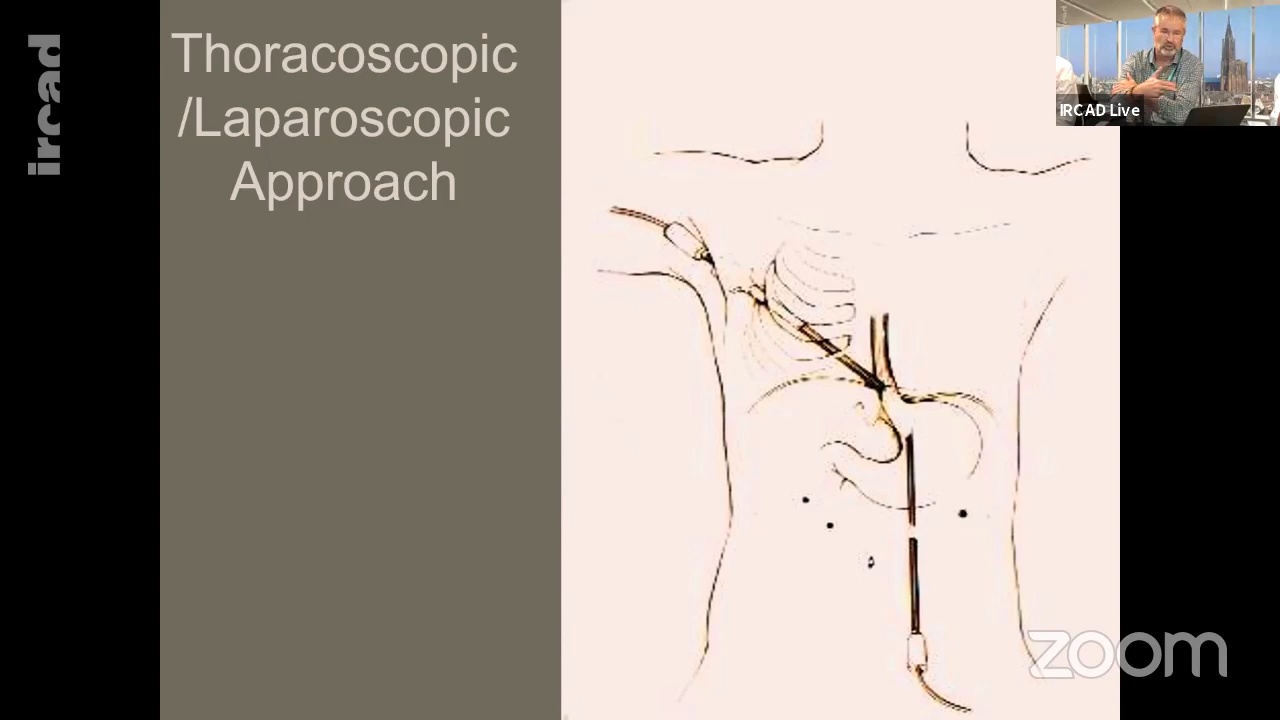 ircad
Thoracoscopic
/Laparoscopic
Approach
IRCAD Live
zoom